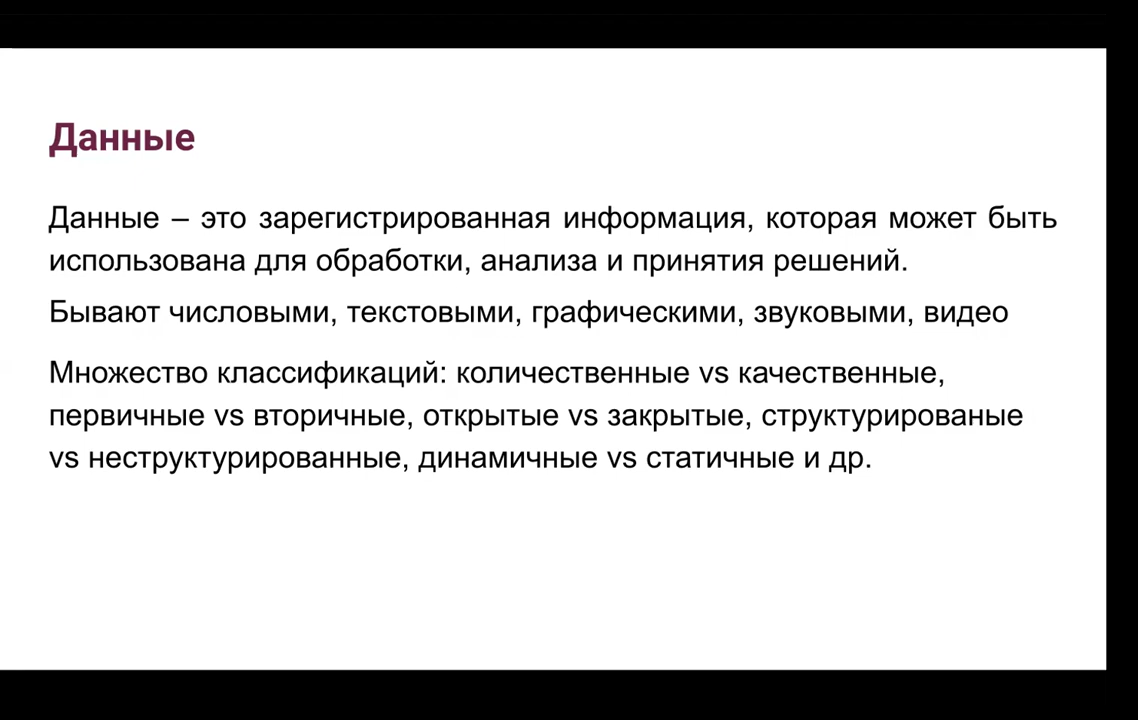 Данные
Данные – это зарегистрированная информация, которая может быть
использована для обработки, анализа и принятия решений.
Бывают числовыми, текстовыми, графическими, звуковыми, видео
Множество классификаций: количественные vs качественные,
первичные vs вторичные, открытые vs закрытые, структурированые
vs неструктурированные, динамичные vs статичные и др.